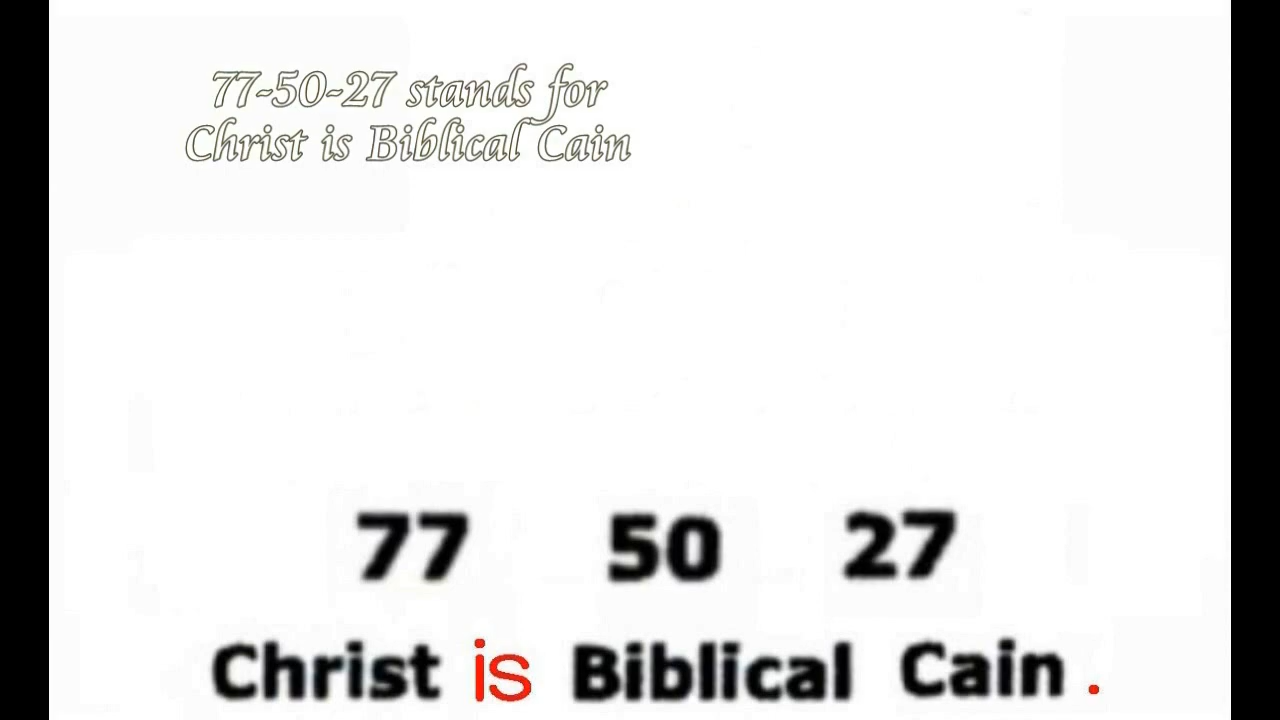 77-50-27 stands for
Christ is Biblical Cain
77 50 27
Christ is Biblical Cain .